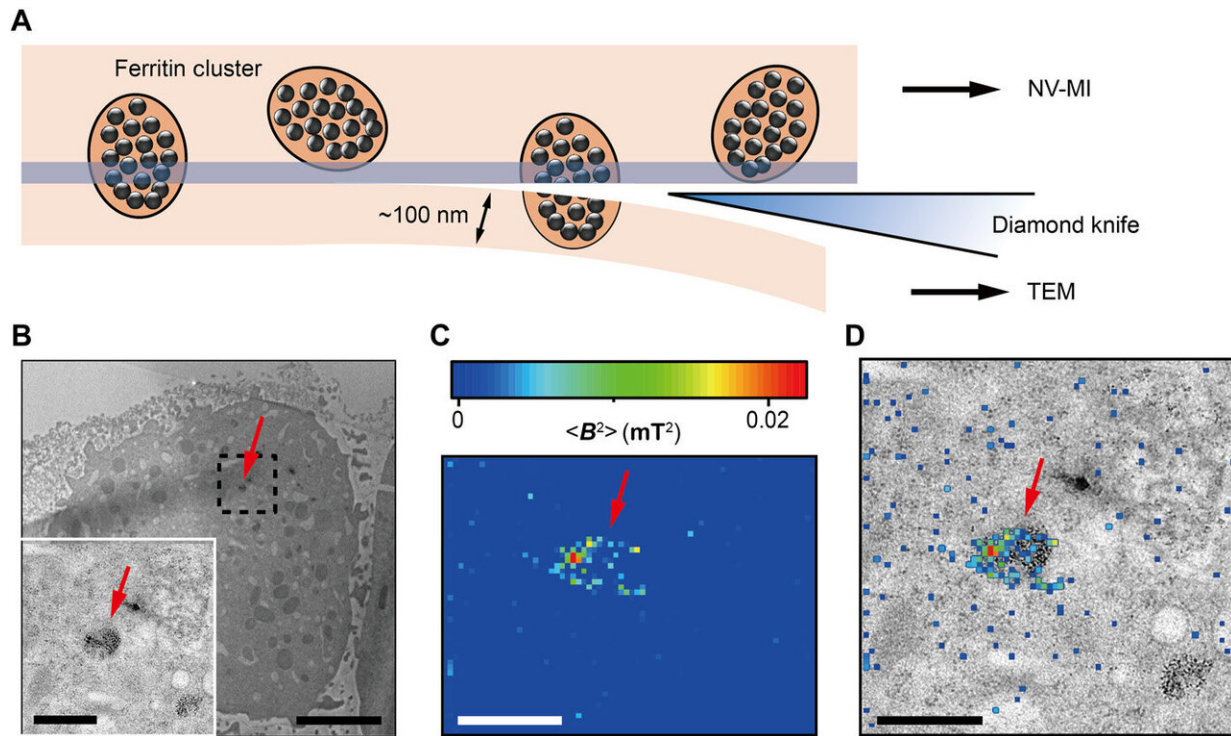 A
Ferritin cluster
NV-MI
~100 nm
Diamond knife
TEM
B
C
D
0
0.02
<B²> (mT²)